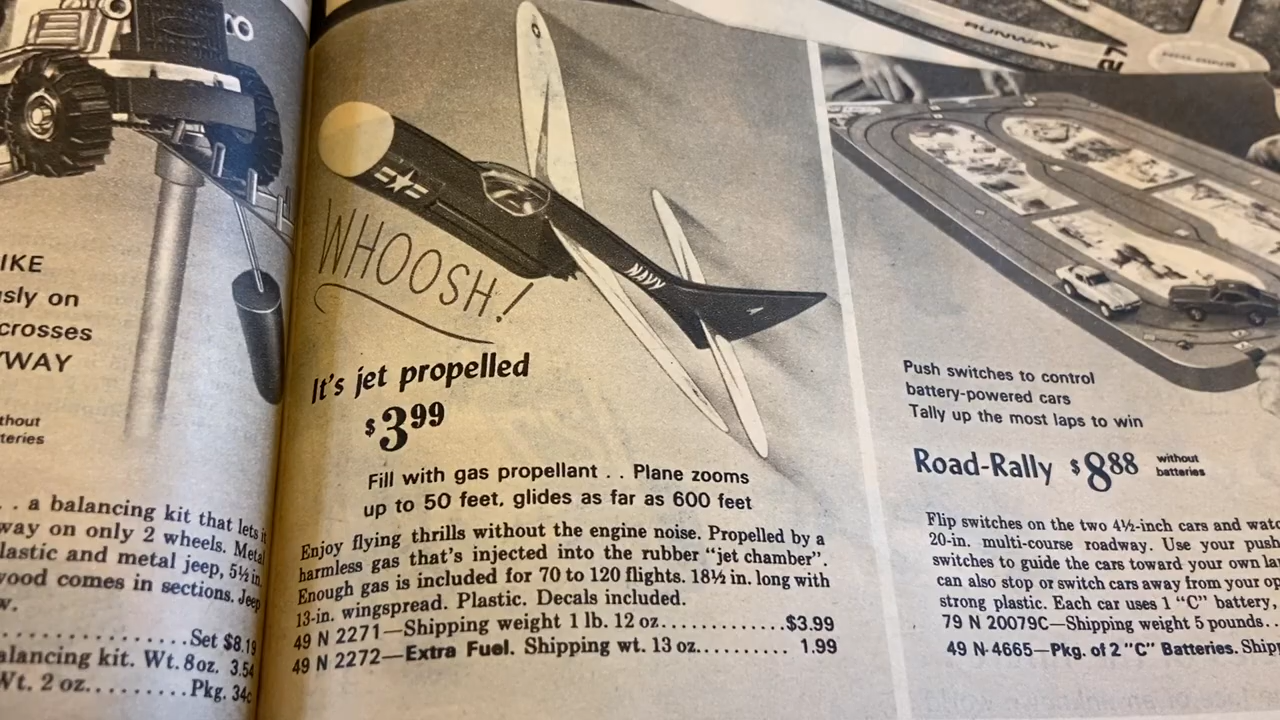 RUNWAY
27
IKE
sly on
crosses
WAY
thout
teries
. . a balancing kit that lets it
way on only 2 wheels. Metal
lastic and metal jeep, 5½ in.
wood comes in sections. Jeep
w.
Set $8.19
alancing kit. Wt. 8 oz. 3.54
Wt. 2 oz. Pkg. 34c
NAVY
WHOOSH!
It's jet propelled
$3.99
Fill with gas propellant . . Plane zooms
up to 50 feet, glides as far as 600 feet
Enjoy flying thrills without the engine noise. Propelled by a
harmless gas that's injected into the rubber "jet chamber".
Enough gas is included for 70 to 120 flights. 18½ in. long with
13-in. wingspread. Plastic. Decals included.
49 N 2271—Shipping weight 1 lb. 12 oz.............$3.99
49 N 2272—Extra Fuel. Shipping wt. 13 oz.......... 1.99
Push switches to control
battery-powered cars
Tally up the most laps to win
Road-Rally $8.88 without
batteries
Flip switches on the two 4½-inch cars and watc
20-in. multi-course roadway. Use your push
switches to guide the cars toward your own la
can also stop or switch cars away from your op
strong plastic. Each car uses 1 "C" battery,
79 N 20079C—Shipping weight 5 pounds. .
49 N 4665—Pkg. of 2 "C" Batteries. Shipp